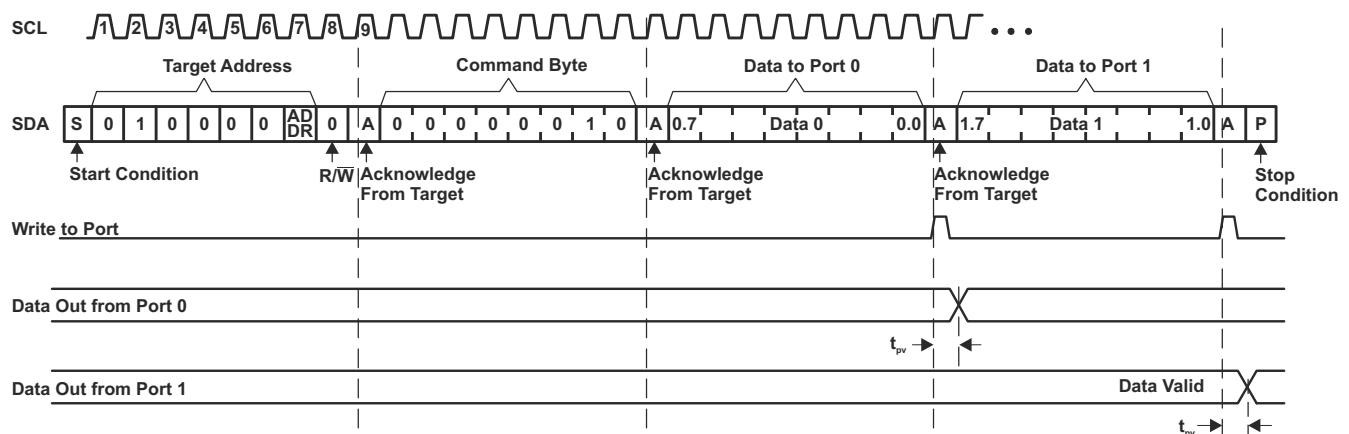 SCL 1 2 3 4 5 6 7 8 9
Target Address Command Byte Data to Port 0 Data to Port 1
SDA S 0 1 0 0 0 0 AD DR 0 A 0 0 0 0 0 0 1 0 A 0.7 Data 0 0.0 A 1.7 Data 1 1.0 A P
Start Condition R/W̅ Acknowledge From Target Acknowledge From Target Acknowledge From Target Stop Condition
Write to Port
Data Out from Port 0
tpv
Data Out from Port 1 Data Valid
tpv